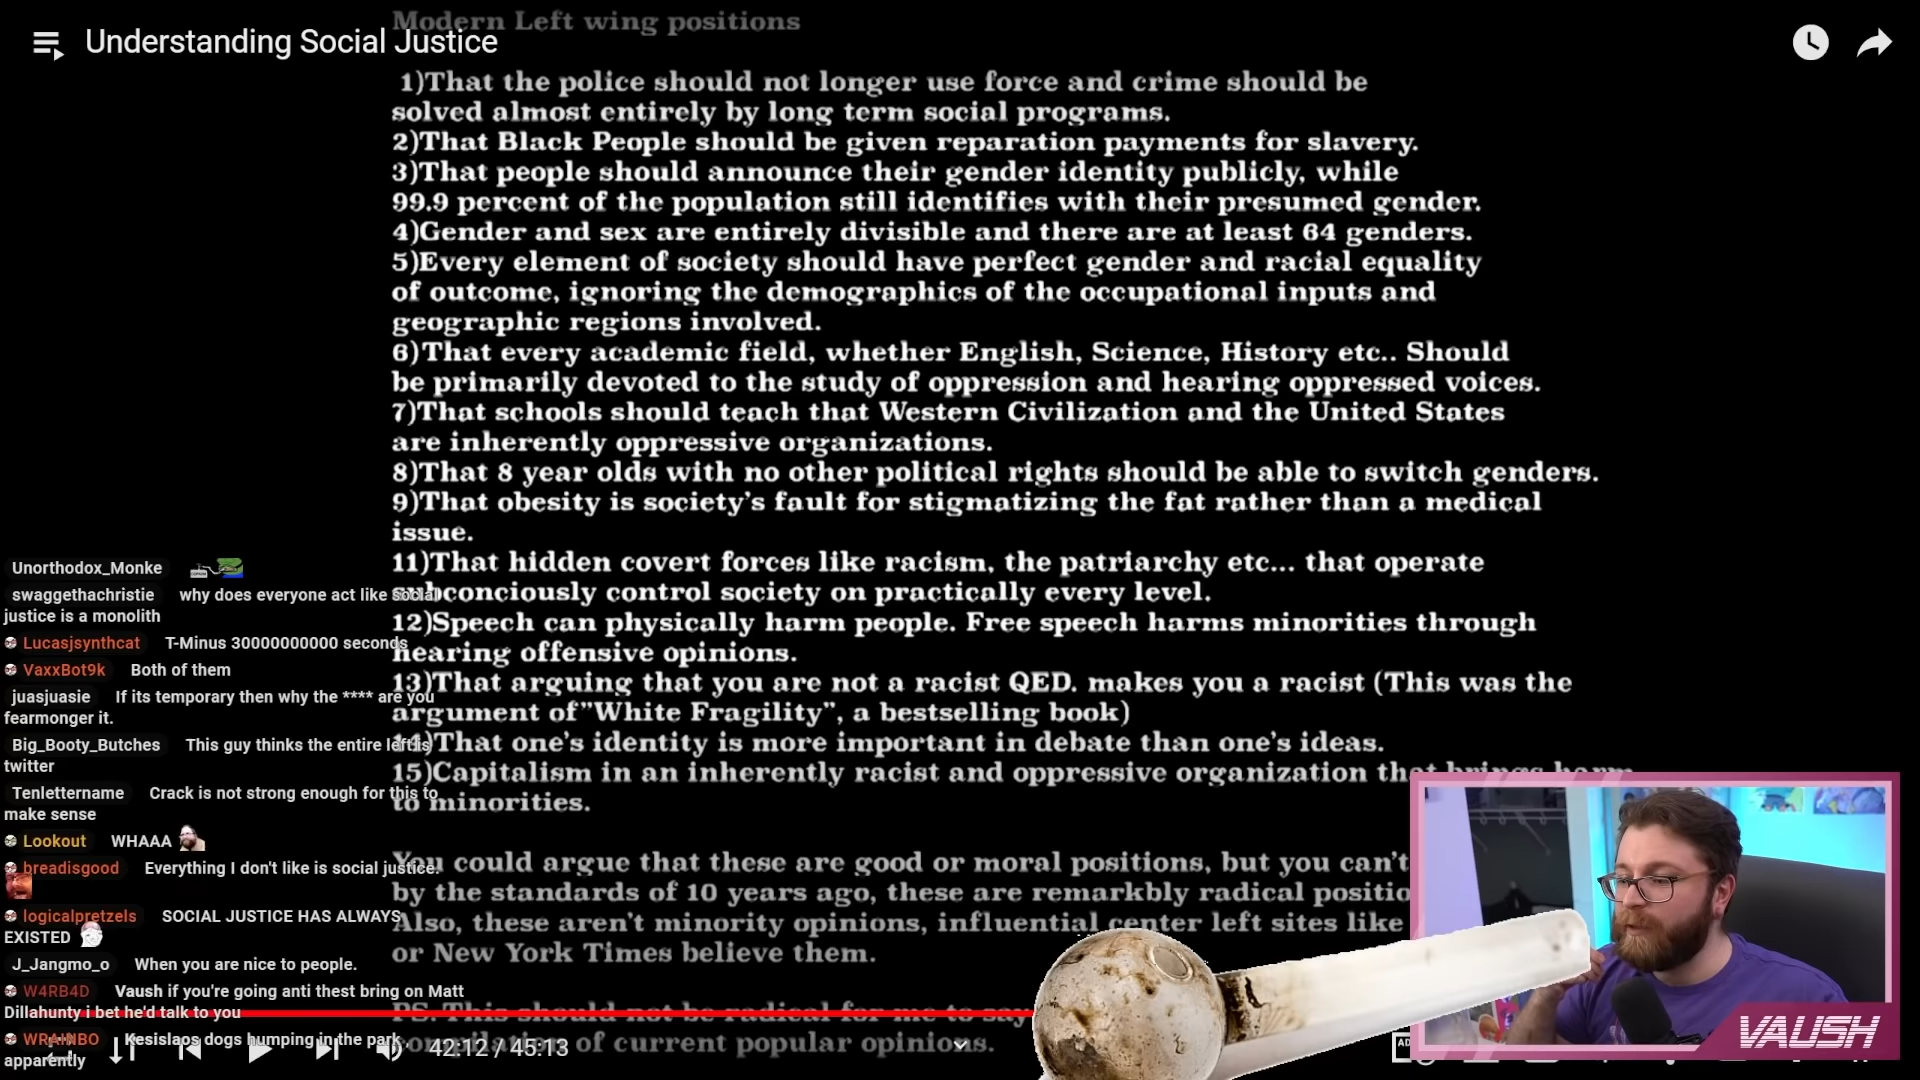 Modern Left wing positions
Understanding Social Justice
1)That the police should not longer use force and crime should be
solved almost entirely by long term social programs.
2)That Black People should be given reparation payments for slavery.
3)That people should announce their gender identity publicly, while
99.9 percent of the population still identifies with their presumed gender.
4)Gender and sex are entirely divisible and there are at least 64 genders.
5)Every element of society should have perfect gender and racial equality
of outcome, ignoring the demographics of the occupational inputs and
geographic regions involved.
6)That every academic field, whether English, Science, History etc.. Should
be primarily devoted to the study of oppression and hearing oppressed voices.
7)That schools should teach that Western Civilization and the United States
are inherently oppressive organizations.
8)That 8 year olds with no other political rights should be able to switch genders.
9)That obesity is society's fault for stigmatizing the fat rather than a medical
issue.
11)That hidden covert forces like racism, the patriarchy etc... that operate
subconciously control society on practically every level.
12)Speech can physically harm people. Free speech harms minorities through
hearing offensive opinions.
13)That arguing that you are not a racist QED. makes you a racist (This was the
argument of"White Fragility", a bestselling book)
14)That one's identity is more important in debate than one's ideas.
15)Capitalism in an inherently racist and oppressive organization that brings harm
to minorities.
You could argue that these are good or moral positions, but you can't
by the standards of 10 years ago, these are remarkbly radical positio
Also, these aren't minority opinions, influential center left sites like
or New York Times believe them.
PS. This should not be radical for me to say
of current popular opinions.
Unorthodox_Monke
swaggethachristie why does everyone act like social
justice is a monolith
Lucasjsynthcat T-Minus 30000000000 seconds
VaxxBot9k Both of them
juasjuasie If its temporary then why the **** are you
fearmonger it.
Big_Booty_Butches This guy thinks the entire left is
twitter
Tenlettername Crack is not strong enough for this to
make sense
Lookout WHAAA
breadisgood Everything I don't like is social justice.
logicalpretzels SOCIAL JUSTICE HAS ALWAYS
EXISTED
J_Jangmo_o When you are nice to people.
W4RB4D Vaush if you're going anti thest bring on Matt
Dillahunty i bet he'd talk to you
WRAINBO Kesislaos dogs humping in the park
apparently
42:12 / 45:13
VAUSH